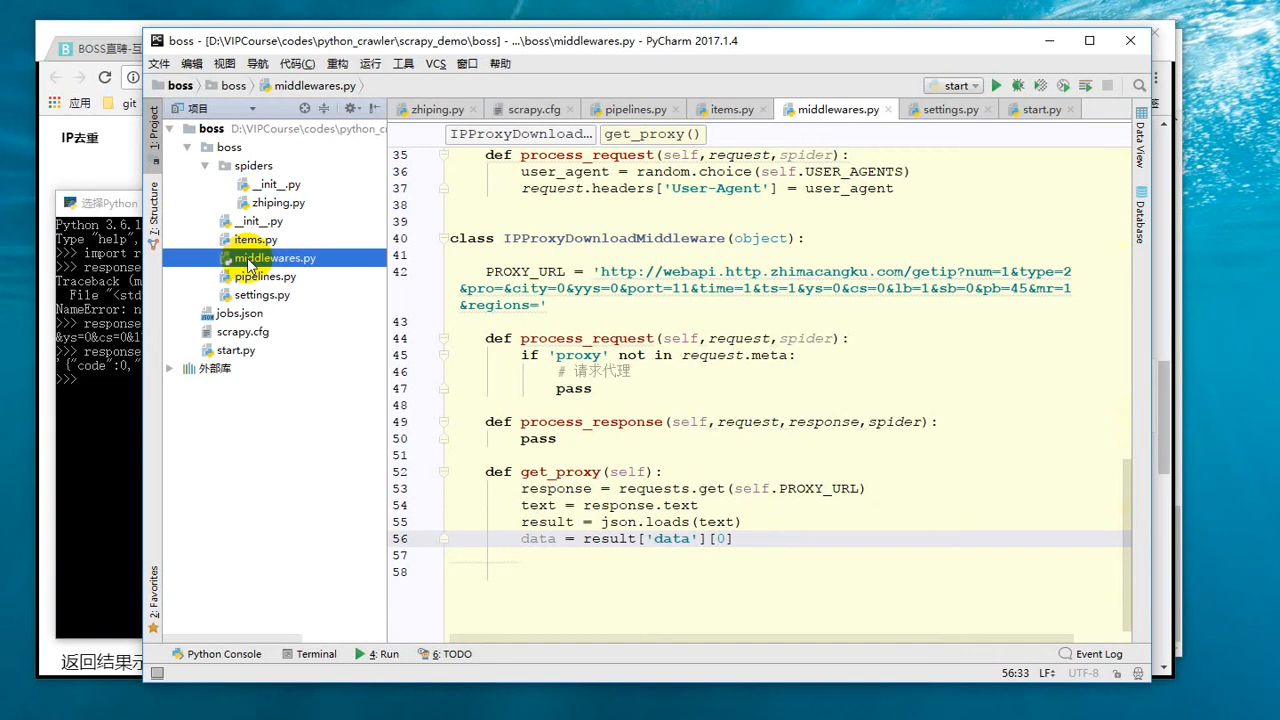 BOSS直聘-互
应用
git
IP去重
选择Python
Python 3.6.1
Type "help",
>>> import r
>>> response
Traceback (m
File "<std
NameError: n
>>> response
&ys=0&cs=0&l
>>> response
'{"code":0,"
>>>
返回结果示
boss - [D:\VIPCourse\codes\python_crawler\scrapy_demo\boss] - ...\boss\middlewares.py - PyCharm 2017.1.4
文件 编辑 视图 导航 代码(C) 重构 运行 工具 VCS 窗口 帮助
boss boss middlewares.py
start
1: Project
7: Structure
2: Favorites
项目
boss D:\VIPCourse\codes\python_c
boss
spiders
__init__.py
zhiping.py
__init__.py
items.py
middlewares.py
pipelines.py
settings.py
jobs.json
scrapy.cfg
start.py
外部库
zhiping.py scrapy.cfg pipelines.py items.py middlewares.py settings.py start.py
IPProxyDownload... get_proxy()
35 def process_request(self,request,spider):
36 user_agent = random.choice(self.USER_AGENTS)
37 request.headers['User-Agent'] = user_agent
38
39
40 class IPProxyDownloadMiddleware(object):
41
42 PROXY_URL = 'http://webapi.http.zhimacangku.com/getip?num=1&type=2
&pro=&city=0&yys=0&port=11&time=1&ts=1&ys=0&cs=0&lb=1&sb=0&pb=45&mr=1
&regions='
43
44 def process_request(self,request,spider):
45 if 'proxy' not in request.meta:
46 # 请求代理
47 pass
48
49 def process_response(self,request,response,spider):
50 pass
51
52 def get_proxy(self):
53 response = requests.get(self.PROXY_URL)
54 text = response.text
55 result = json.loads(text)
56 data = result['data'][0]
57
58
Data View
Database
Python Console Terminal 4: Run 6: TODO Event Log
56:33 LF UTF-8